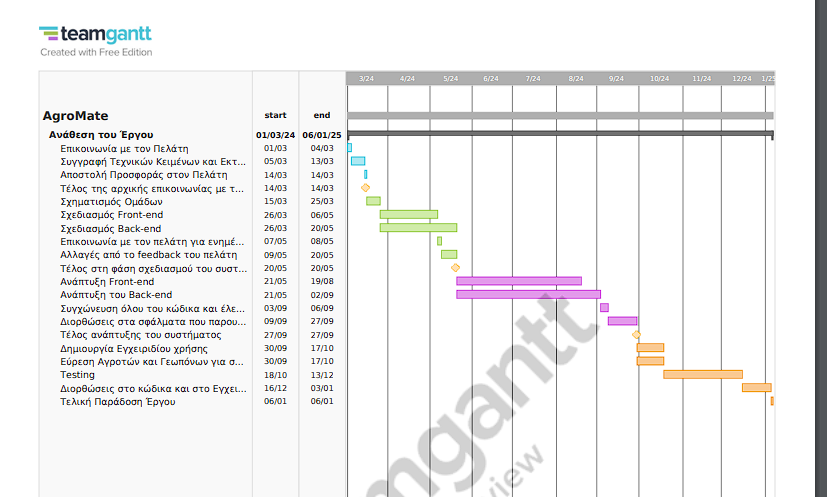 teamgantt
Created with Free Edition
3/24 4/24 5/24 6/24 7/24 8/24 9/24 10/24 11/24 12/24 1/25
AgroMate start end
Ανάθεση του Έργου 01/03/24 06/01/25
Επικοινωνία με τον Πελάτη 01/03 04/03
Συγγραφή Τεχνικών Κειμένων και Εκτ... 05/03 13/03
Αποστολή Προσφοράς στον Πελάτη 14/03 14/03
Τέλος της αρχικής επικοινωνίας με τ... 14/03 14/03
Σχηματισμός Ομάδων 15/03 25/03
Σχεδιασμός Front-end 26/03 06/05
Σχεδιασμός Back-end 26/03 20/05
Επικοινωνία με τον πελάτη για ενημέ... 07/05 08/05
Αλλαγές από το feedback του πελάτη 09/05 20/05
Τέλος στη φάση σχεδιασμού του συστ... 20/05 20/05
Ανάπτυξη Front-end 21/05 19/08
Ανάπτυξη του Back-end 21/05 02/09
Συγχώνευση όλου του κώδικα και έλε... 03/09 06/09
Διορθώσεις στα σφάλματα που παρου... 09/09 27/09
Τέλος ανάπτυξης του συστήματος 27/09 27/09
Δημιουργία Εγχειριδίου χρήσης 30/09 17/10
Εύρεση Αγροτών και Γεωπόνων για σ... 30/09 17/10
Testing 18/10 13/12
Διορθώσεις στο κώδικα και στο Εγχει... 16/12 03/01
Τελική Παράδοση Έργου 06/01 06/01
mgantt
view